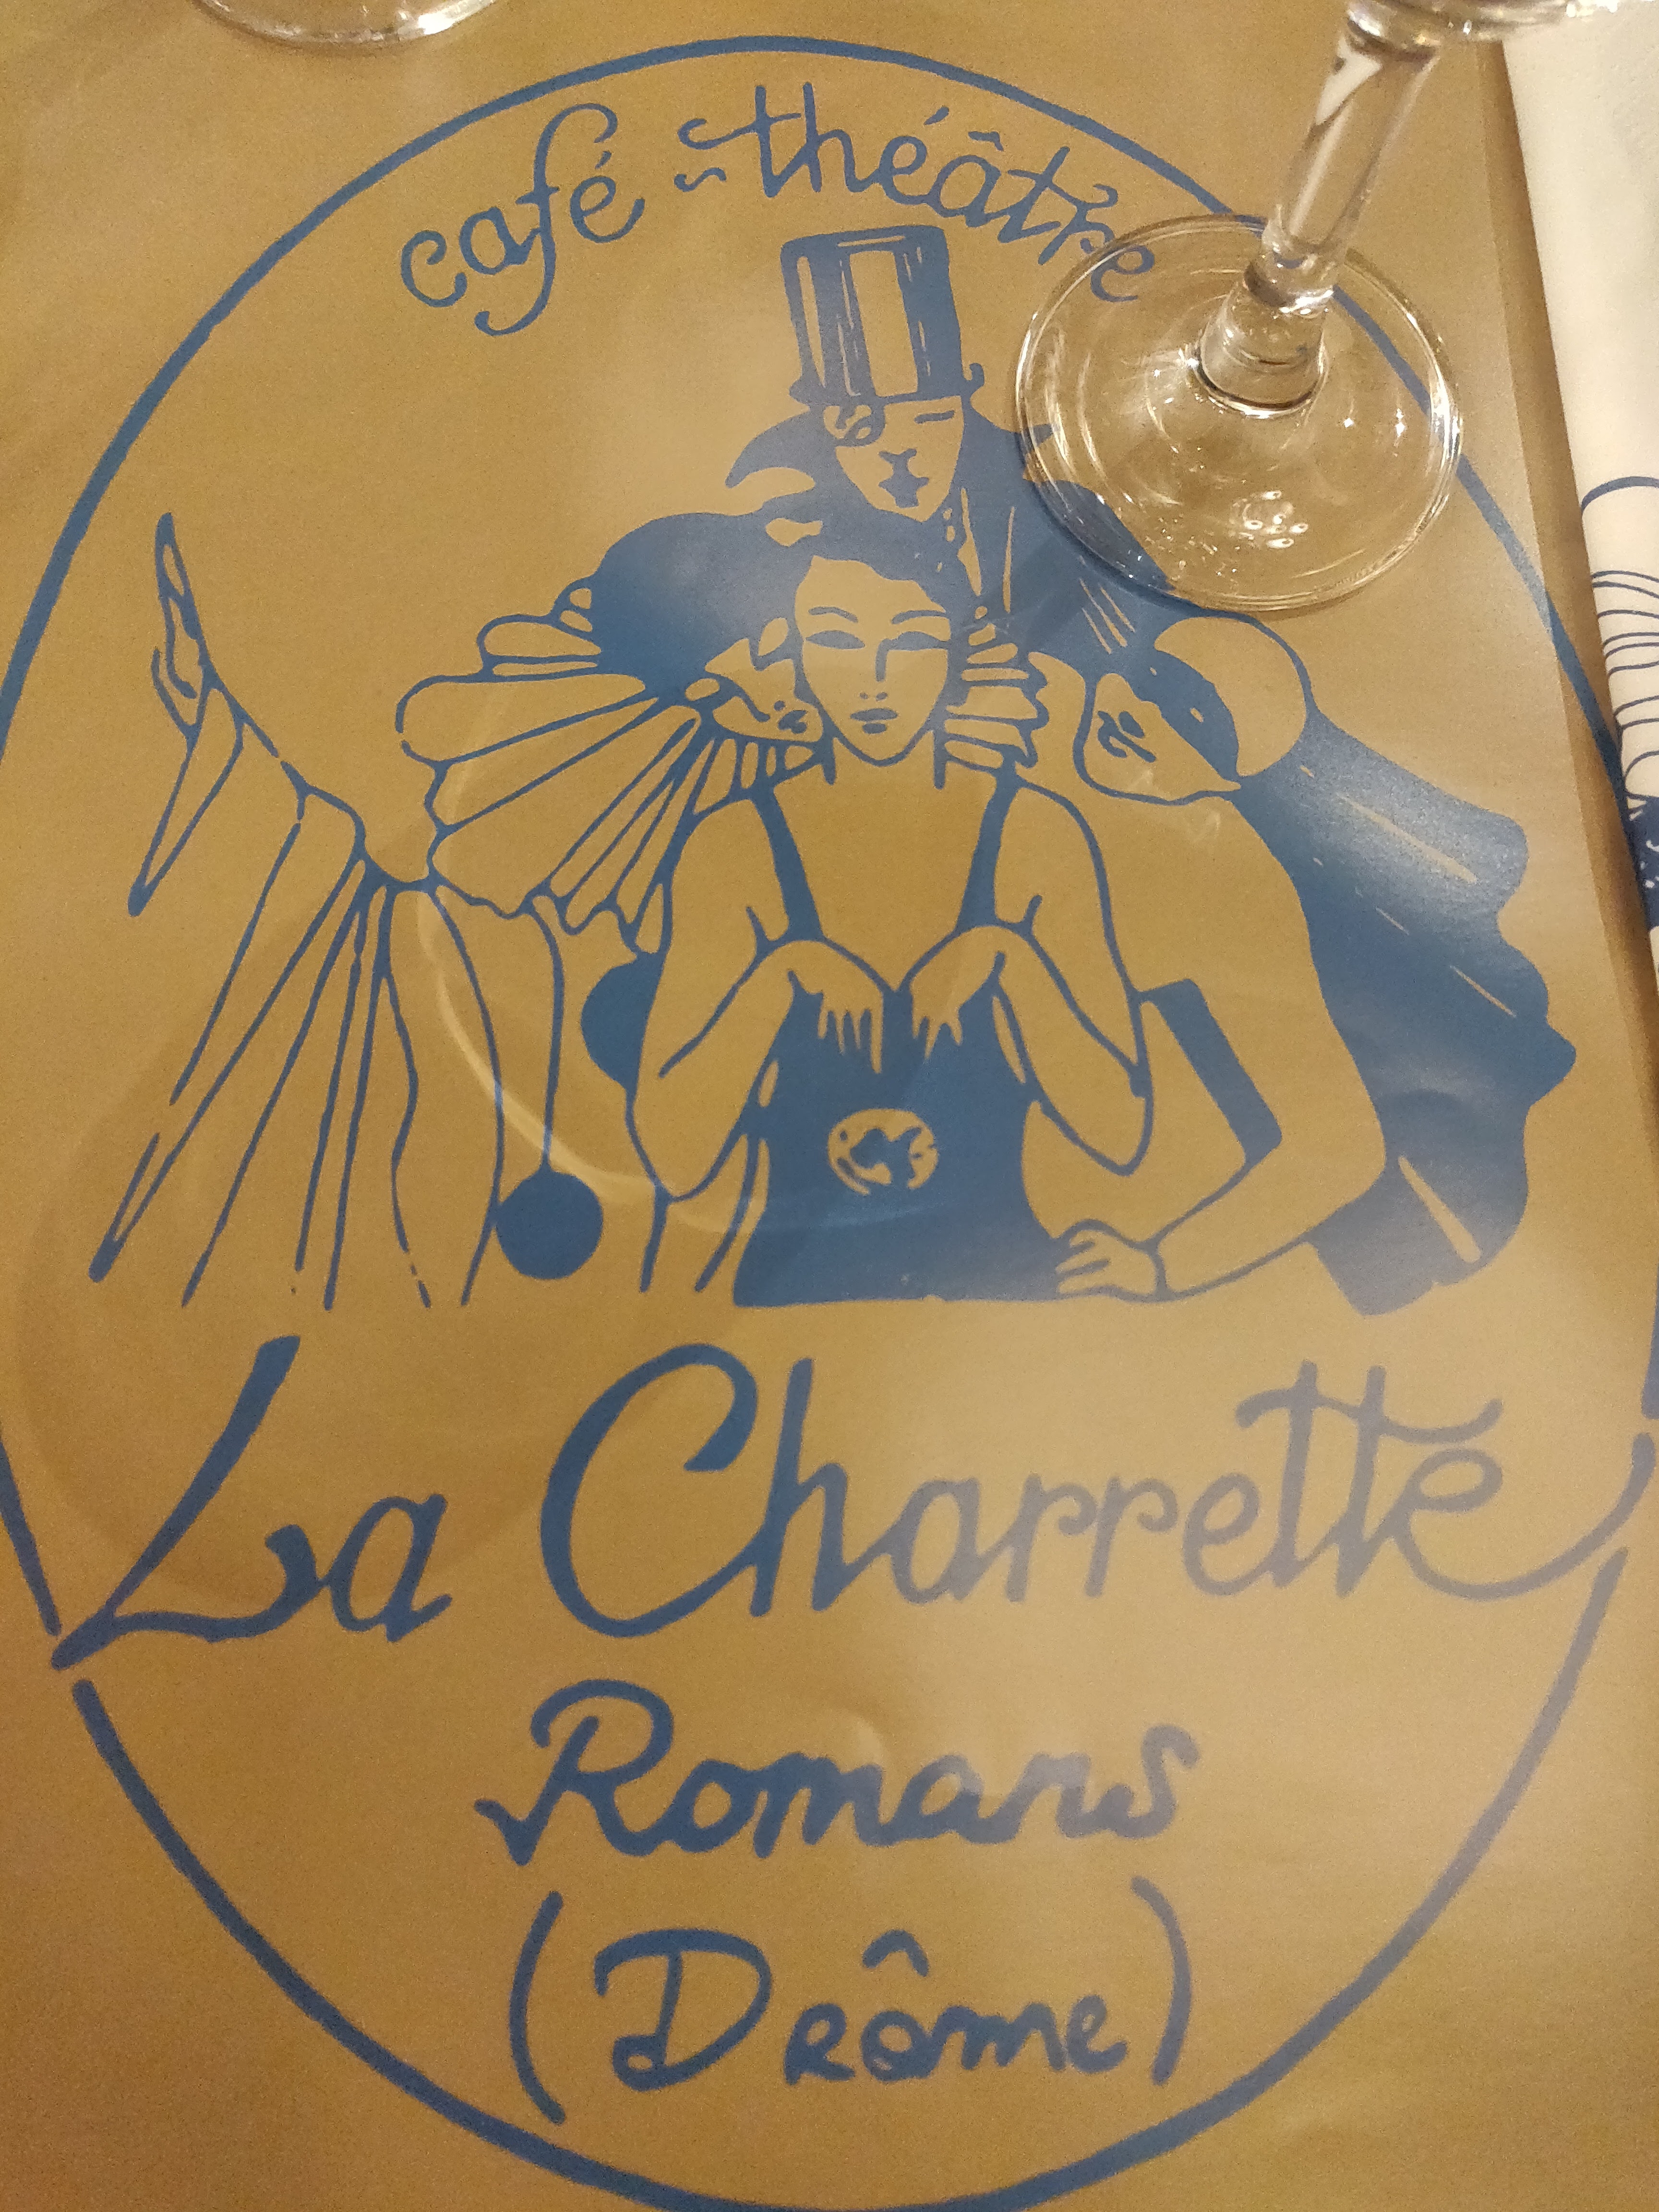 café-théâtre
La Charrette
Romans
(Drôme)